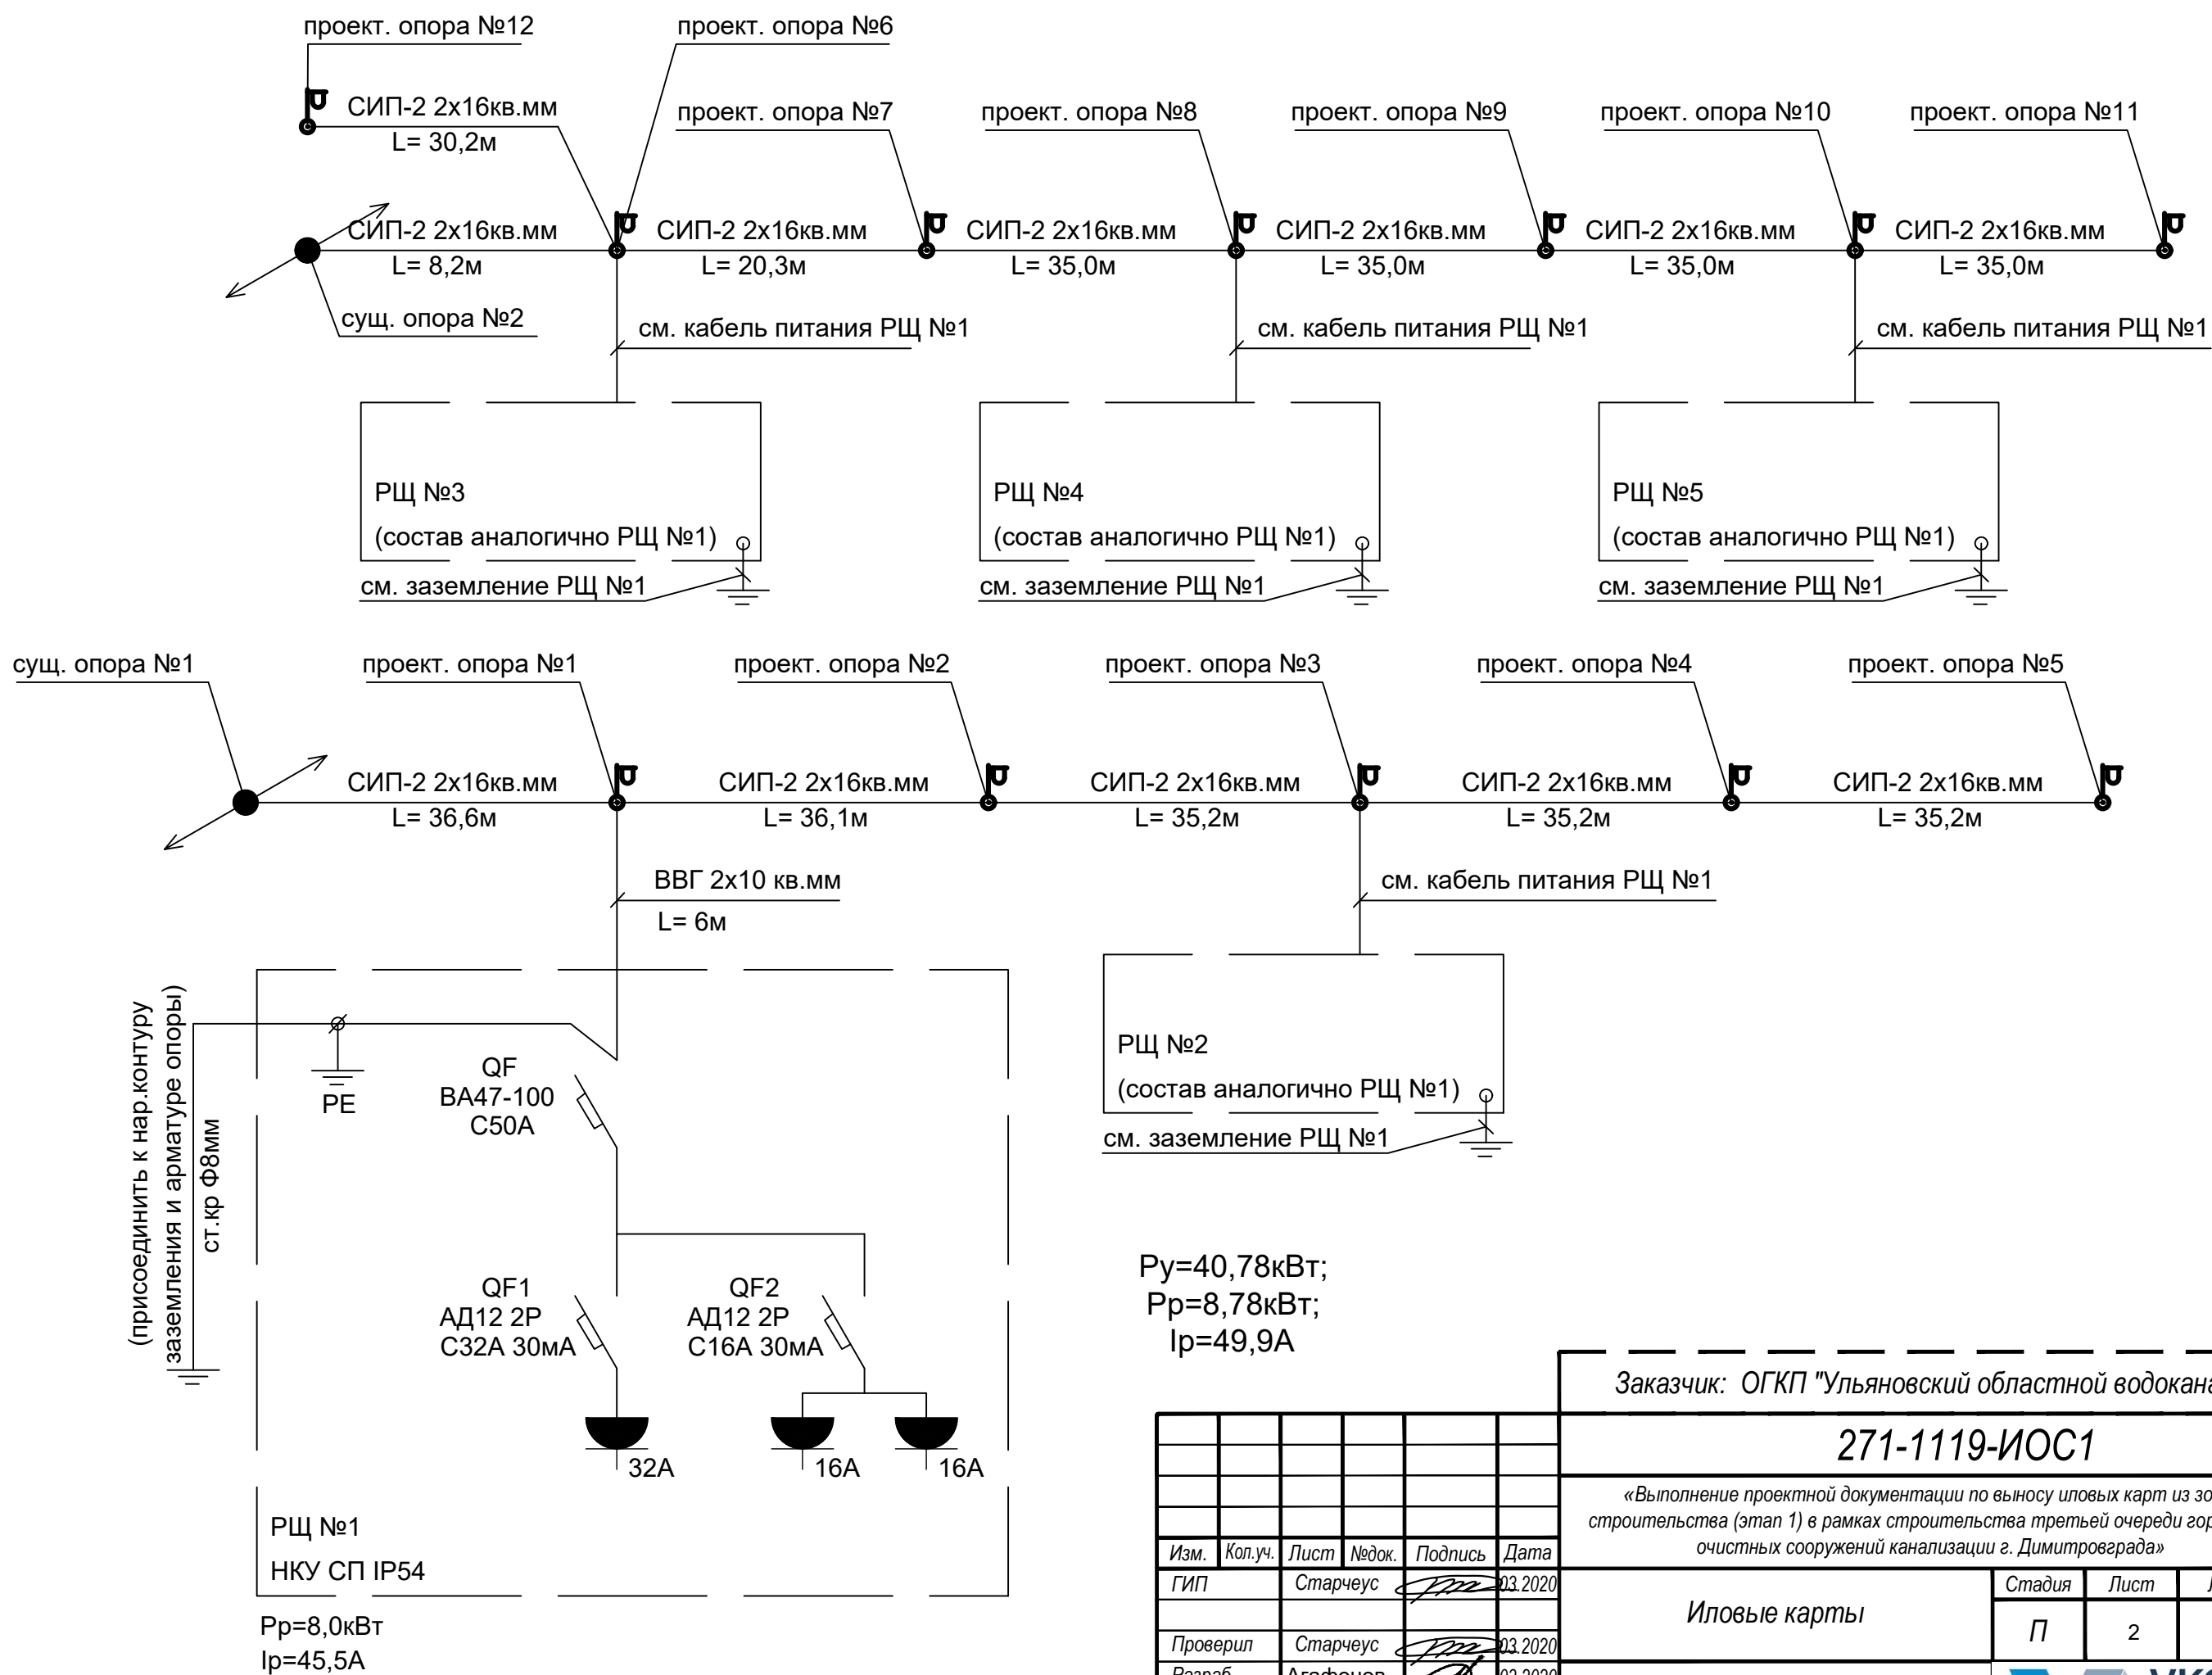 проект. опора №12
проект. опора №6
СИП-2 2х16кв.мм
L= 30,2м
проект. опора №7
проект. опора №8
проект. опора №9
проект. опора №10
проект. опора №11
СИП-2 2х16кв.мм
L= 8,2м
СИП-2 2х16кв.мм
L= 20,3м
СИП-2 2х16кв.мм
L= 35,0м
СИП-2 2х16кв.мм
L= 35,0м
СИП-2 2х16кв.мм
L= 35,0м
СИП-2 2х16кв.мм
L= 35,0м
сущ. опора №2
см. кабель питания РЩ №1
см. кабель питания РЩ №1
см. кабель питания РЩ №1
РЩ №3
(состав аналогично РЩ №1)
см. заземление РЩ №1
РЩ №4
(состав аналогично РЩ №1)
см. заземление РЩ №1
РЩ №5
(состав аналогично РЩ №1)
см. заземление РЩ №1
сущ. опора №1
проект. опора №1
проект. опора №2
проект. опора №3
проект. опора №4
проект. опора №5
СИП-2 2х16кв.мм
L= 36,6м
СИП-2 2х16кв.мм
L= 36,1м
СИП-2 2х16кв.мм
L= 35,2м
СИП-2 2х16кв.мм
L= 35,2м
СИП-2 2х16кв.мм
L= 35,2м
ВВГ 2х10 кв.мм
L= 6м
см. кабель питания РЩ №1
РЩ №2
(состав аналогично РЩ №1)
см. заземление РЩ №1
(присоединить к нар.контуру
заземления и арматуре опоры)
ст.кр Ф8мм
PE
QF
ВА47-100
С50А
QF1
АД12 2Р
С32А 30мА
QF2
АД12 2Р
С16А 30мА
32А
16А
16А
РЩ №1
НКУ СП IP54
Рр=8,0кВт
Iр=45,5А
Ру=40,78кВт;
Рр=8,78кВт;
Iр=49,9А
Заказчик: ОГКП "Ульяновский областной
271-1119-ИОС1
«Выполнение проектной документации по выносу иловых карт из
строительства (этап 1) в рамках строительства третьей очереди
очистных сооружений канализации г. Димитровграда»
Изм. Кол.уч. Лист №док. Подпись Дата
ГИП Старчеус 03.2020
Проверил Старчеус 03.2020
Иловые карты
Стадия Лист
П 2